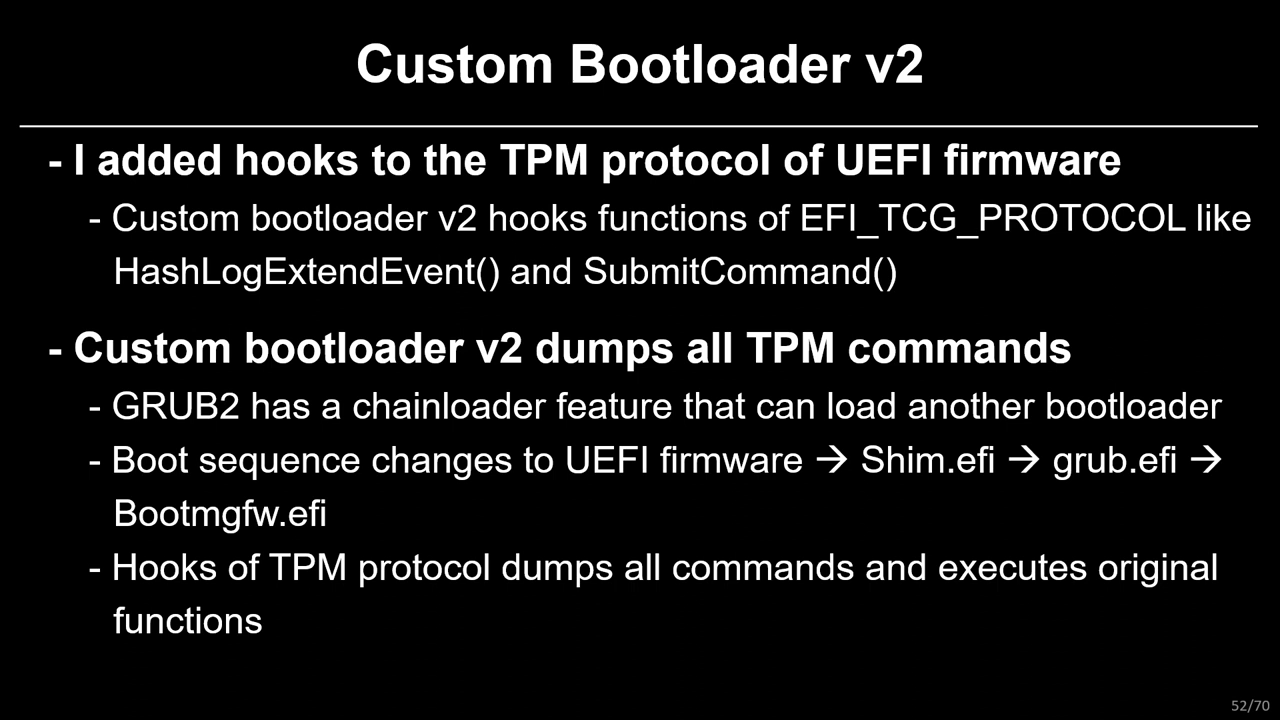 Custom Bootloader v2
- I added hooks to the TPM protocol of UEFI firmware
- Custom bootloader v2 hooks functions of EFI_TCG_PROTOCOL like
HashLogExtendEvent() and SubmitCommand()
- Custom bootloader v2 dumps all TPM commands
- GRUB2 has a chainloader feature that can load another bootloader
- Boot sequence changes to UEFI firmware → Shim.efi → grub.efi →
Bootmgfw.efi
- Hooks of TPM protocol dumps all commands and executes original
functions
52/70